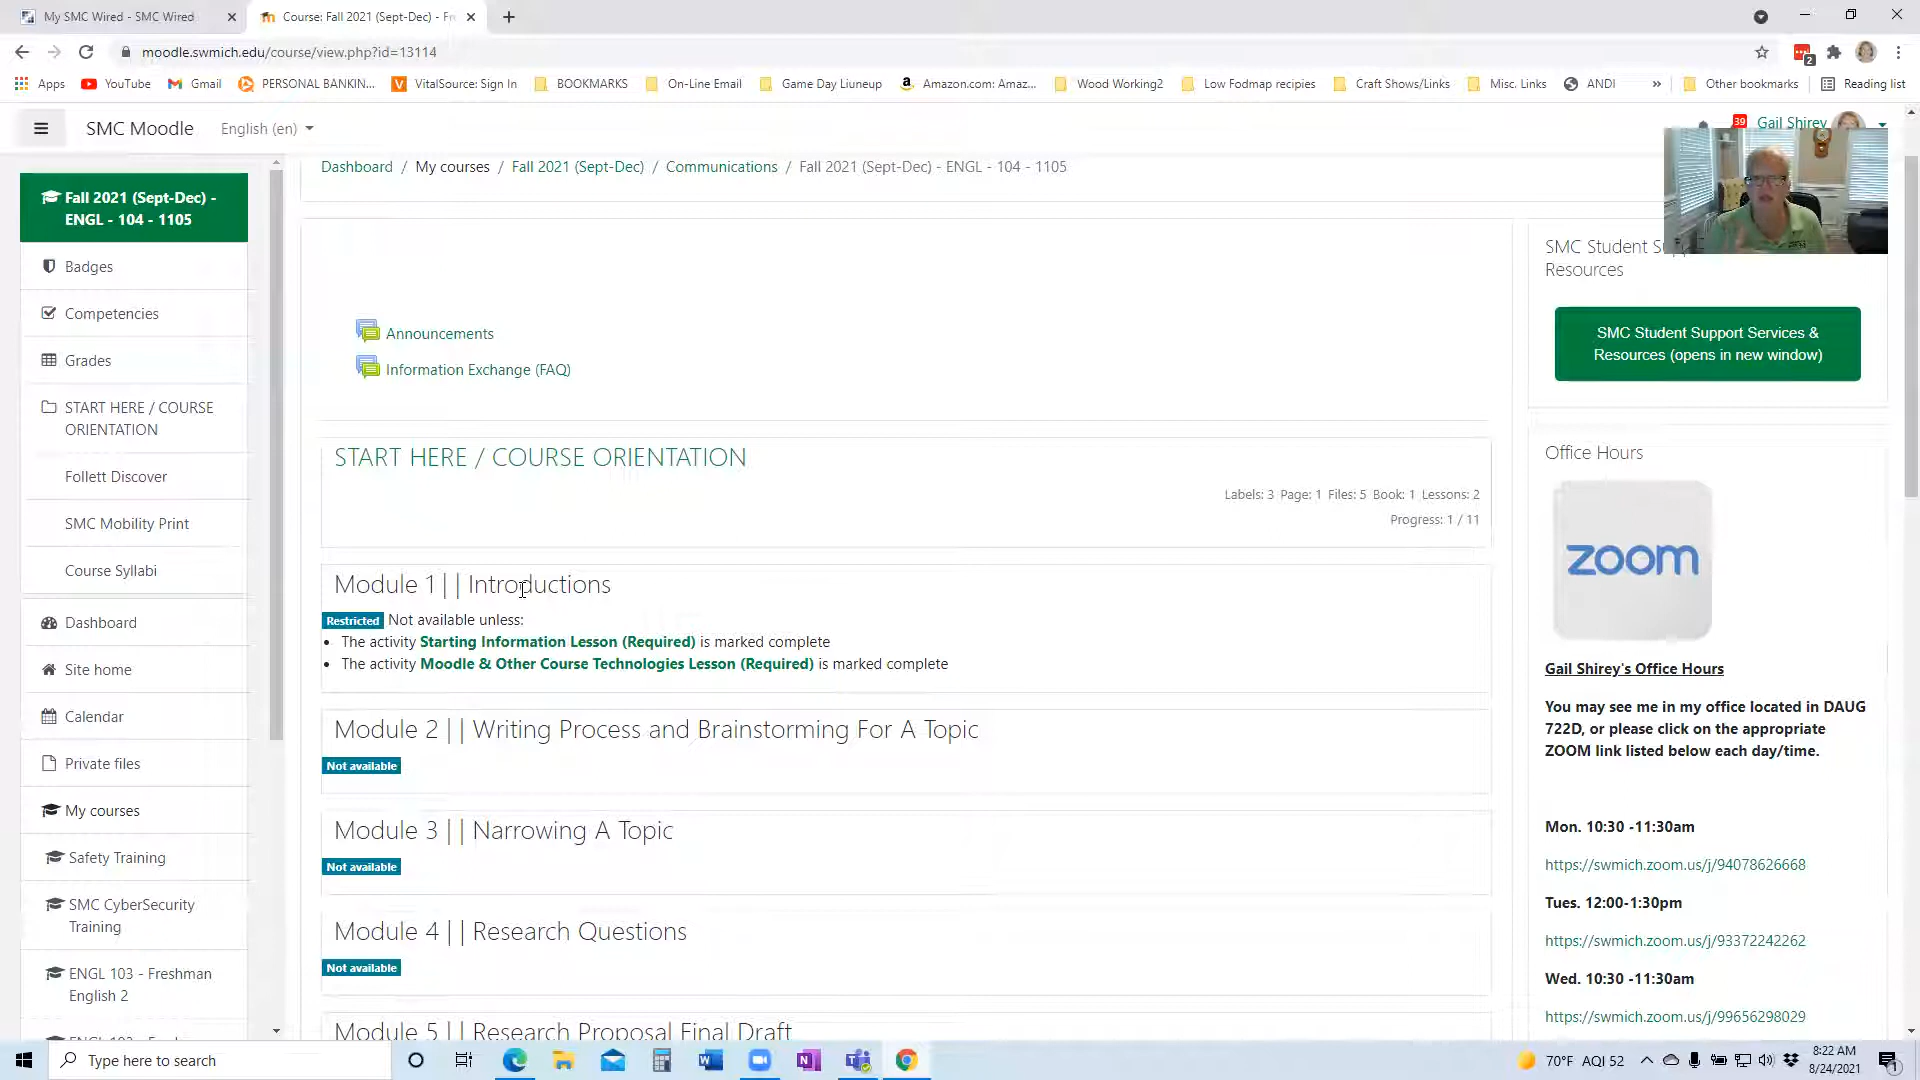 My SMC Wired - SMC Wired
Course: Fall 2021 (Sept-Dec) - Fr
moodle.swmich.edu/course/view.php?id=13114
2
Apps
YouTube
Gmail
PERSONAL BANKIN...
VitalSource: Sign In
BOOKMARKS
On-Line Email
Game Day Liuneup
Amazon.com: Amaz...
Wood Working2
Low Fodmap recipies
Craft Shows/Links
Misc. Links
ANDI
»
Other bookmarks
Reading list
SMC Moodle
English (en)
39
Gail Shirey
Dashboard / My courses / Fall 2021 (Sept-Dec) / Communications / Fall 2021 (Sept-Dec) - ENGL - 104 - 1105
Fall 2021 (Sept-Dec) -
ENGL - 104 - 1105
Badges
Competencies
Grades
START HERE / COURSE
ORIENTATION
Follett Discover
SMC Mobility Print
Course Syllabi
Dashboard
Site home
Calendar
Private files
My courses
Safety Training
SMC CyberSecurity
Training
ENGL 103 - Freshman
English 2
Announcements
Information Exchange (FAQ)
START HERE / COURSE ORIENTATION
Labels: 3 Page: 1 Files: 5 Book: 1 Lessons: 2
Progress: 1 / 11
Module 1 | | Introductions
Restricted Not available unless:
• The activity Starting Information Lesson (Required) is marked complete
• The activity Moodle & Other Course Technologies Lesson (Required) is marked complete
Module 2 | | Writing Process and Brainstorming For A Topic
Not available
Module 3 | | Narrowing A Topic
Not available
Module 4 | | Research Questions
Not available
Module 5 | | Research Proposal Final Draft
SMC Student
Resources
SMC Student Support Services &
Resources (opens in new window)
Office Hours
zoom
Gail Shirey's Office Hours
You may see me in my office located in DAUG
722D, or please click on the appropriate
ZOOM link listed below each day/time.
Mon. 10:30 -11:30am
https://swmich.zoom.us/j/94078626668
Tues. 12:00-1:30pm
https://swmich.zoom.us/j/93372242262
Wed. 10:30 -11:30am
https://swmich.zoom.us/j/99656298029
Type here to search
70°F AQI 52
8:22 AM
8/24/2021
1